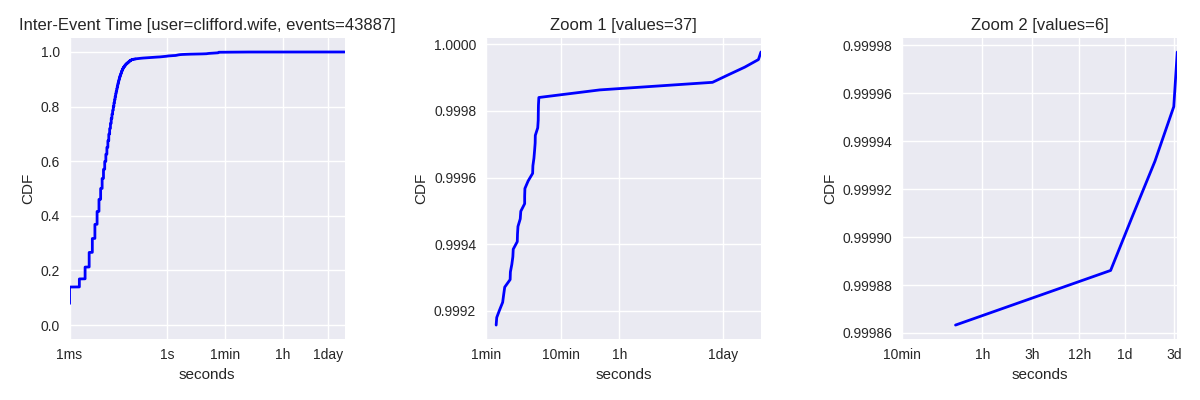 Inter-Event Time [user=clifford.wife, events=43887]
1.0
0.8
0.6
0.4
0.2
0.0
CDF
1ms
1s
1min
1h
1day
seconds
Zoom 1 [values=37]
1.0000
0.9998
0.9996
0.9994
0.9992
CDF
1min
10min
1h
1day
seconds
Zoom 2 [values=6]
0.99998
0.99996
0.99994
0.99992
0.99990
0.99988
0.99986
CDF
10min
1h
3h
12h
1d
3d
seconds